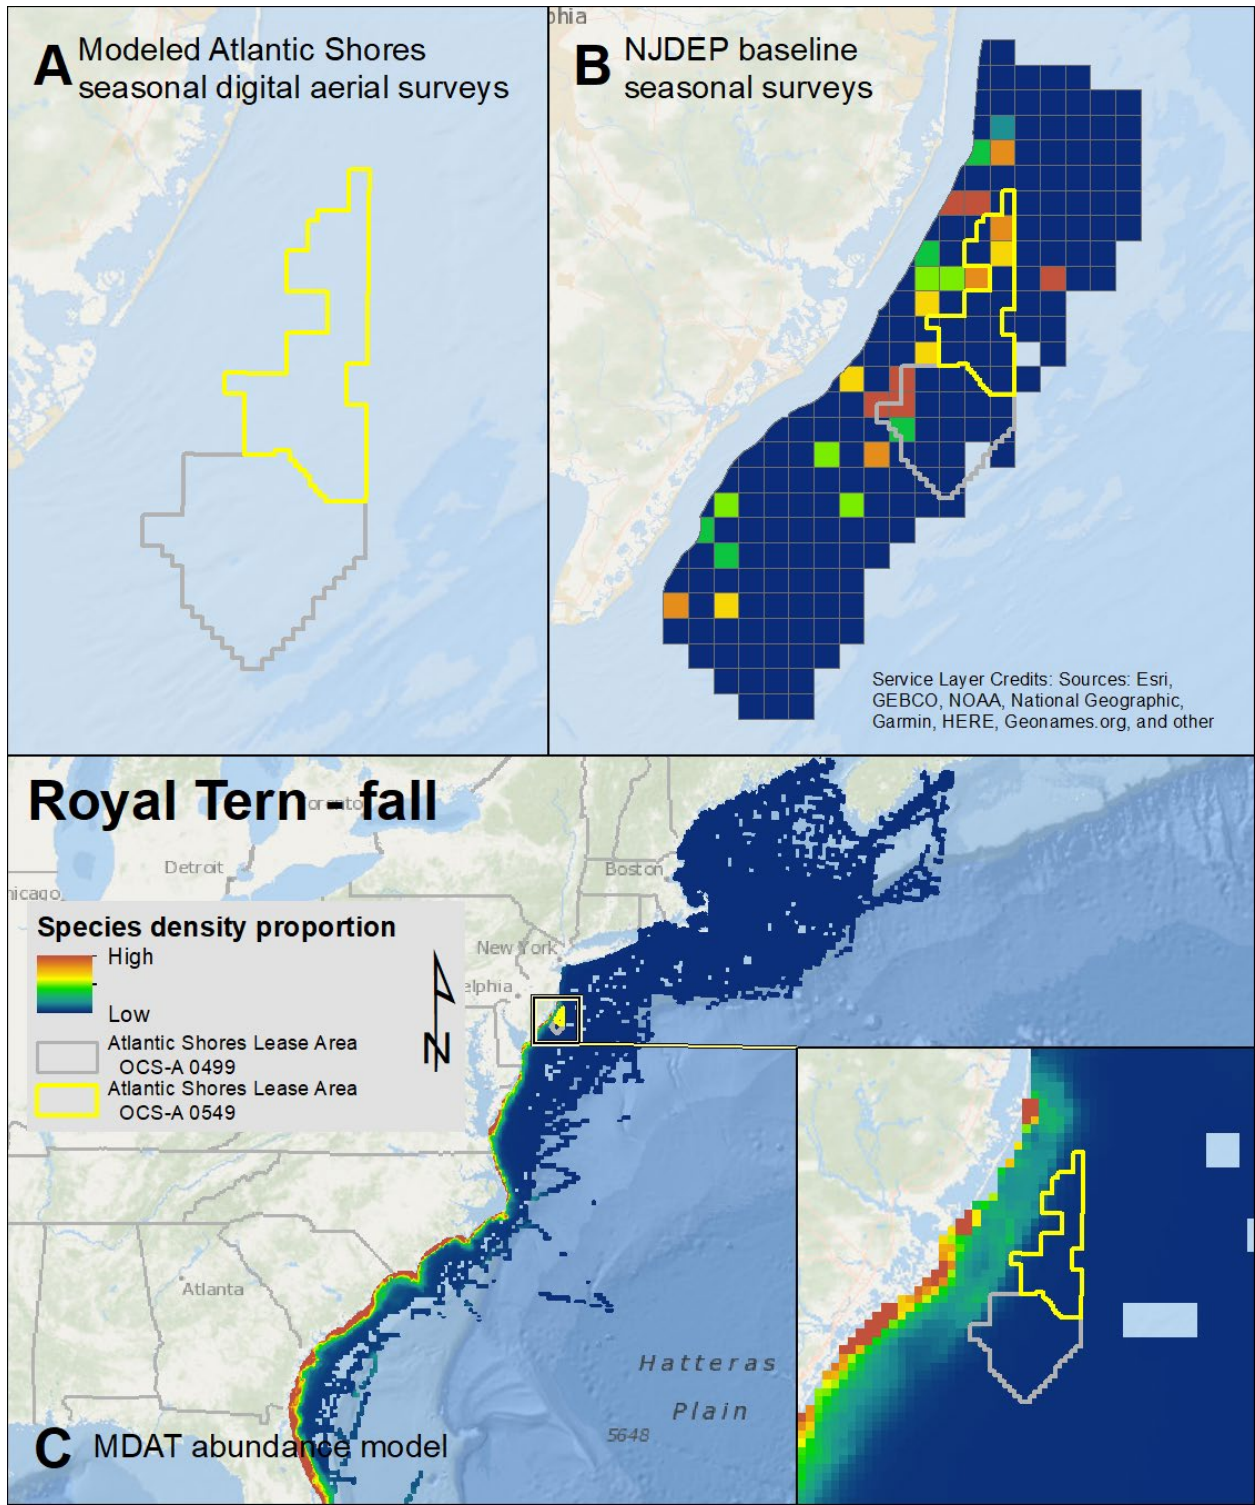 A Modeled Atlantic Shores
seasonal digital aerial surveys
phia
B NJDEP baseline
seasonal surveys
Service Layer Credits: Sources: Esri,
GEBCO, NOAA, National Geographic,
Garmin, HERE, Geonames.org, and other
Royal Tern - fall
Detroit
Boston
hicago
Species density proportion
High
Low
Atlantic Shores Lease Area
OCS-A 0499
Atlantic Shores Lease Area
OCS-A 0549
N
New York
elphia
Atlanta
Hatteras
Plain
5648
C MDAT abundance model